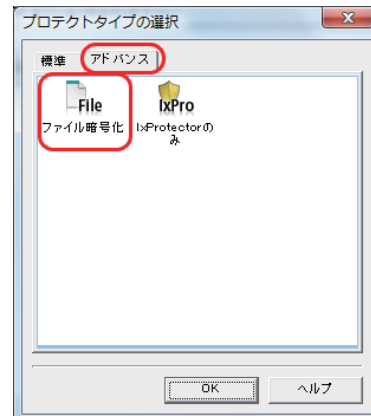 プロテクトタイプの選択
標準 アドバンス
File IxPro
ファイル暗号化 IxProtectorの
み
OK ヘルプ